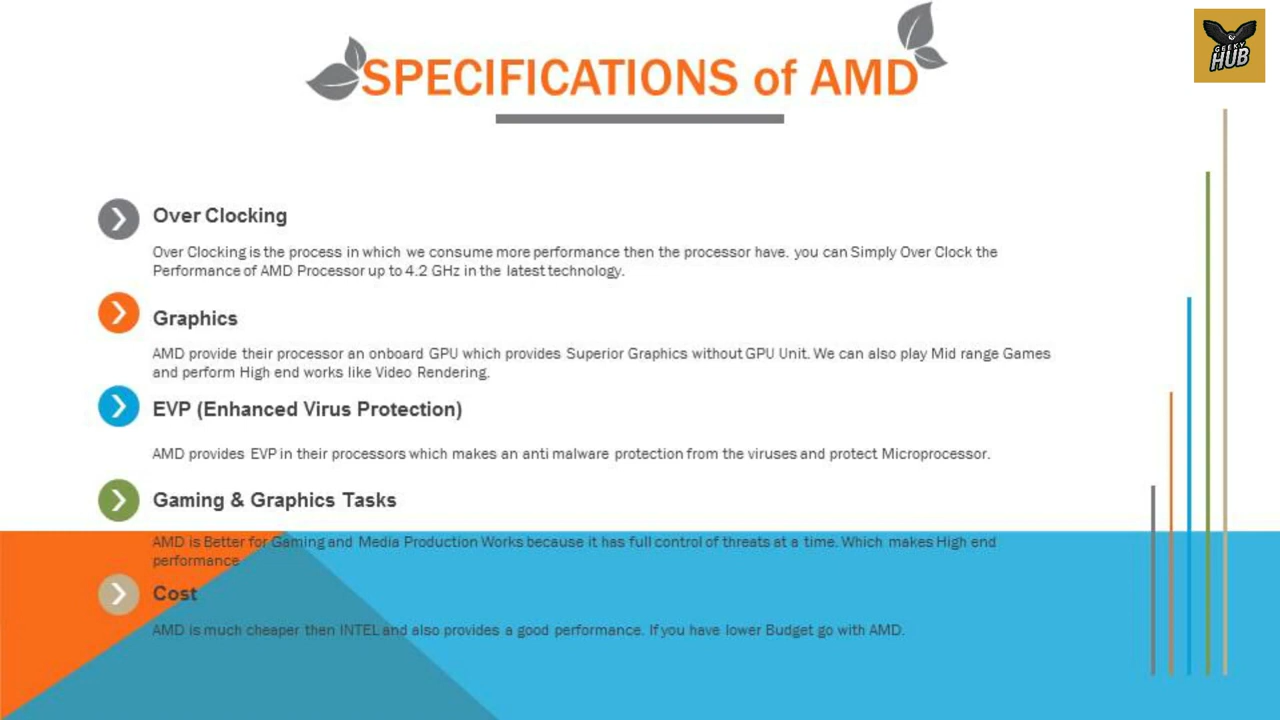 SPECIFICATIONS of AMD
GEEKY
HUB
Over Clocking
Over Clocking is the process in which we consume more performance then the processor have. you can Simply Over Clock the
Performance of AMD Processor up to 4.2 GHz in the latest technology.
Graphics
AMD provide their processor an onboard GPU which provides Superior Graphics without GPU Unit. We can also play Mid range Games
and perform High end works like Video Rendering.
EVP (Enhanced Virus Protection)
AMD provides EVP in their processors which makes an anti malware protection from the viruses and protect Microprocessor.
Gaming & Graphics Tasks
AMD is Better for Gaming and Media Production Works because it has full control of threats at a time. Which makes High end
performance
Cost
AMD is much cheaper then INTEL and also provides a good performance. If you have lower Budget go with AMD.